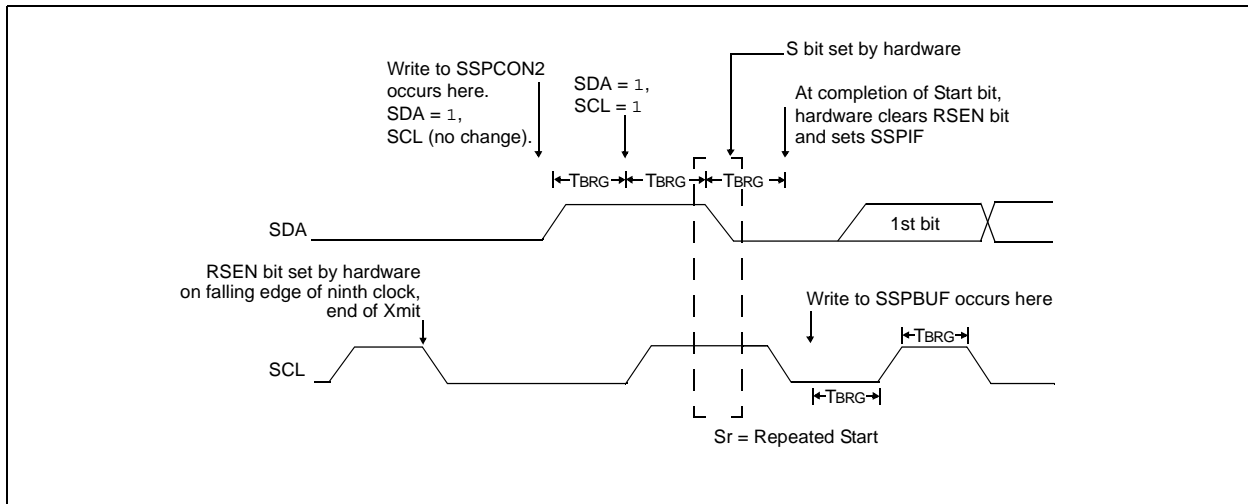 S bit set by hardware
Write to SSPCON2
occurs here.
SDA = 1,
SCL (no change).
SDA = 1,
SCL = 1
At completion of Start bit,
hardware clears RSEN bit
and sets SSPIF
TBRG
TBRG
TBRG
SDA
1st bit
RSEN bit set by hardware
on falling edge of ninth clock,
end of Xmit
Write to SSPBUF occurs here
TBRG
SCL
TBRG
Sr = Repeated Start